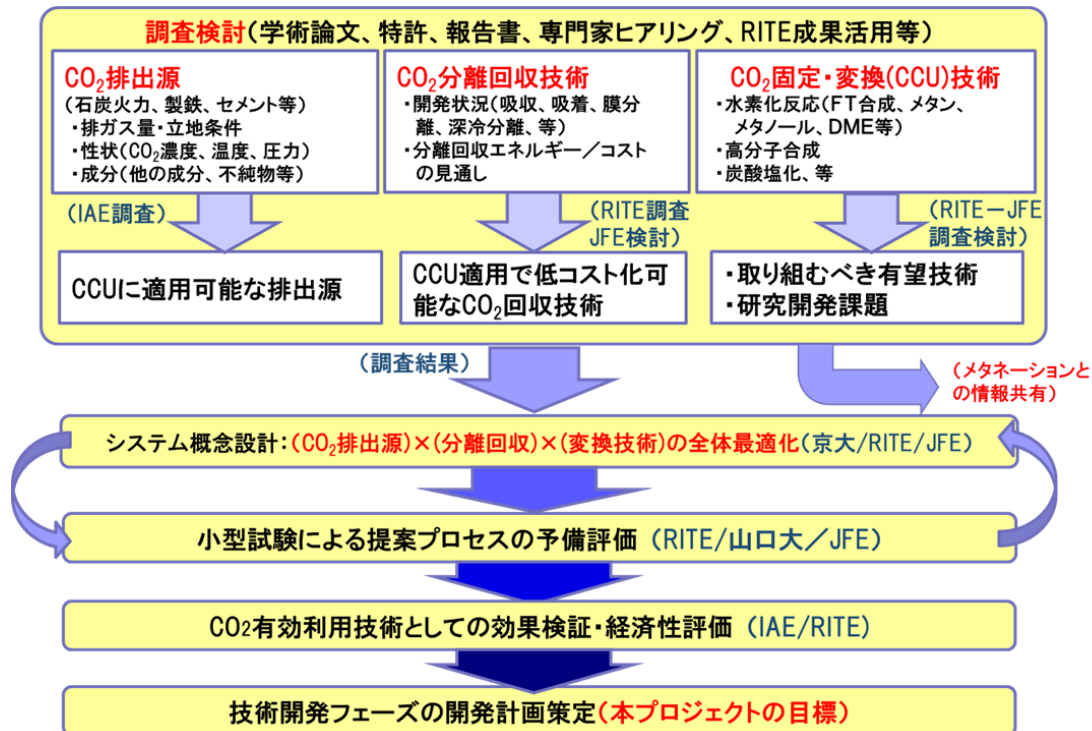 調査検討(学術論文、特許、報告書、専門家ヒアリング、RITE成果活用等)
CO₂排出源
(石炭火力、製鉄、セメント等)
・排ガス量・立地条件
・性状(CO₂濃度、温度、圧力)
・成分(他の成分、不純物等)
CO₂分離回収技術
・開発状況(吸収、吸着、膜分
離、深冷分離、等)
・分離回収エネルギー／コスト
の見通し
CO₂固定・変換(CCU)技術
・水素化反応(FT合成、メタン、
メタノール、DME等)
・高分子合成
・炭酸塩化、等
(IAE調査)
(RITE調査
JFE検討)
(RITE－JFE
調査検討)
CCUに適用可能な排出源
CCU適用で低コスト化可
能なCO₂回収技術
・取り組むべき有望技術
・研究開発課題
(調査結果)
(メタネーションと
の情報共有)
システム概念設計：(CO₂排出源)×(分離回収)×(変換技術)の全体最適化(京大/RITE/JFE)
小型試験による提案プロセスの予備評価 (RITE/山口大／JFE)
CO₂有効利用技術としての効果検証・経済性評価 (IAE/RITE)
技術開発フェーズの開発計画策定(本プロジェクトの目標)